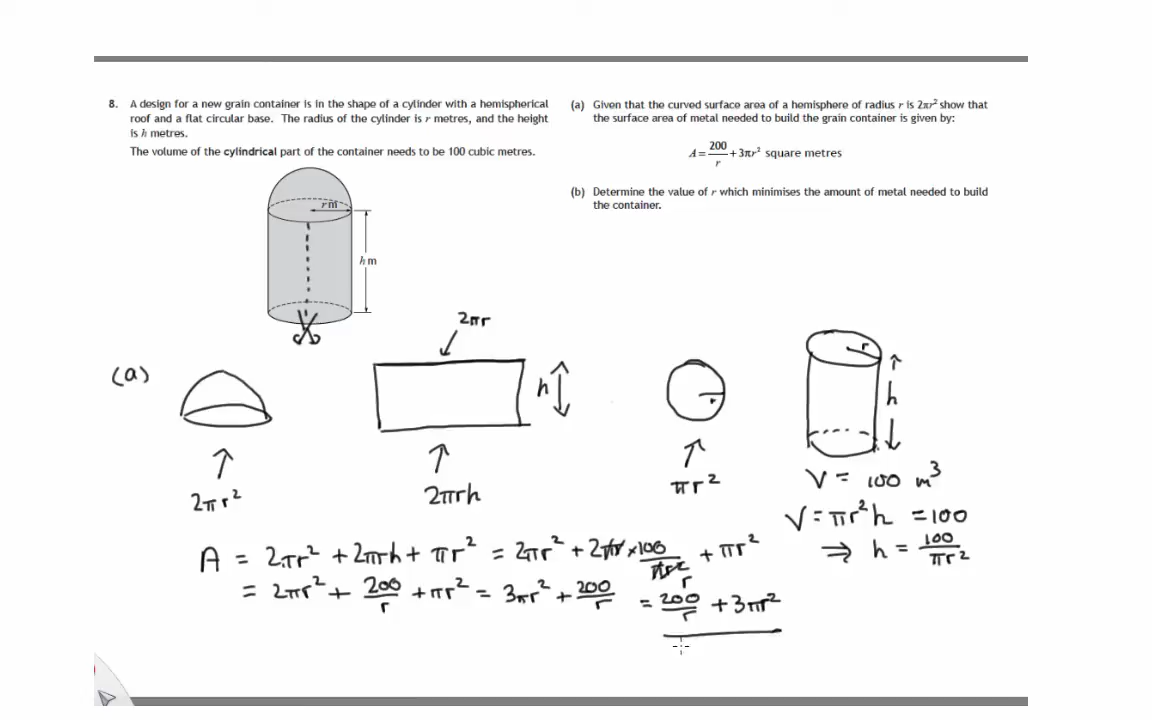 8. A design for a new grain container is in the shape of a cylinder with a hemispherical
roof and a flat circular base. The radius of the cylinder is r metres, and the height
is h metres.
The volume of the cylindrical part of the container needs to be 100 cubic metres.
r m
h m
(a) Given that the curved surface area of a hemisphere of radius r is 2πr² show that
the surface area of metal needed to build the grain container is given by:
A = 200/r + 3πr² square metres
(b) Determine the value of r which minimises the amount of metal needed to build
the container.
(a)
2πr²
2πr
h
2πrh
r
πr²
r
h
V = 100 m³
V = πr²h = 100
⇒ h = 100/πr²
A = 2πr² + 2πrh + πr² = 2πr² + 2πr × 100/πr² r + πr²
= 2πr² + 200/r + πr² = 3πr² + 200/r = 200/r + 3πr²